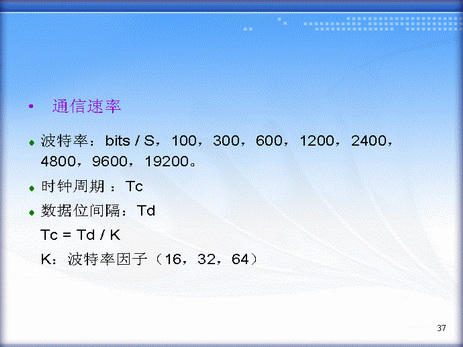 • 通信速率
♦ 波特率：bits / S，100，300，600，1200，2400，
4800，9600，19200。
♦ 时钟周期 ：Tc
♦ 数据位间隔：Td
Tc = Td / K
K：波特率因子（16，32，64）
37